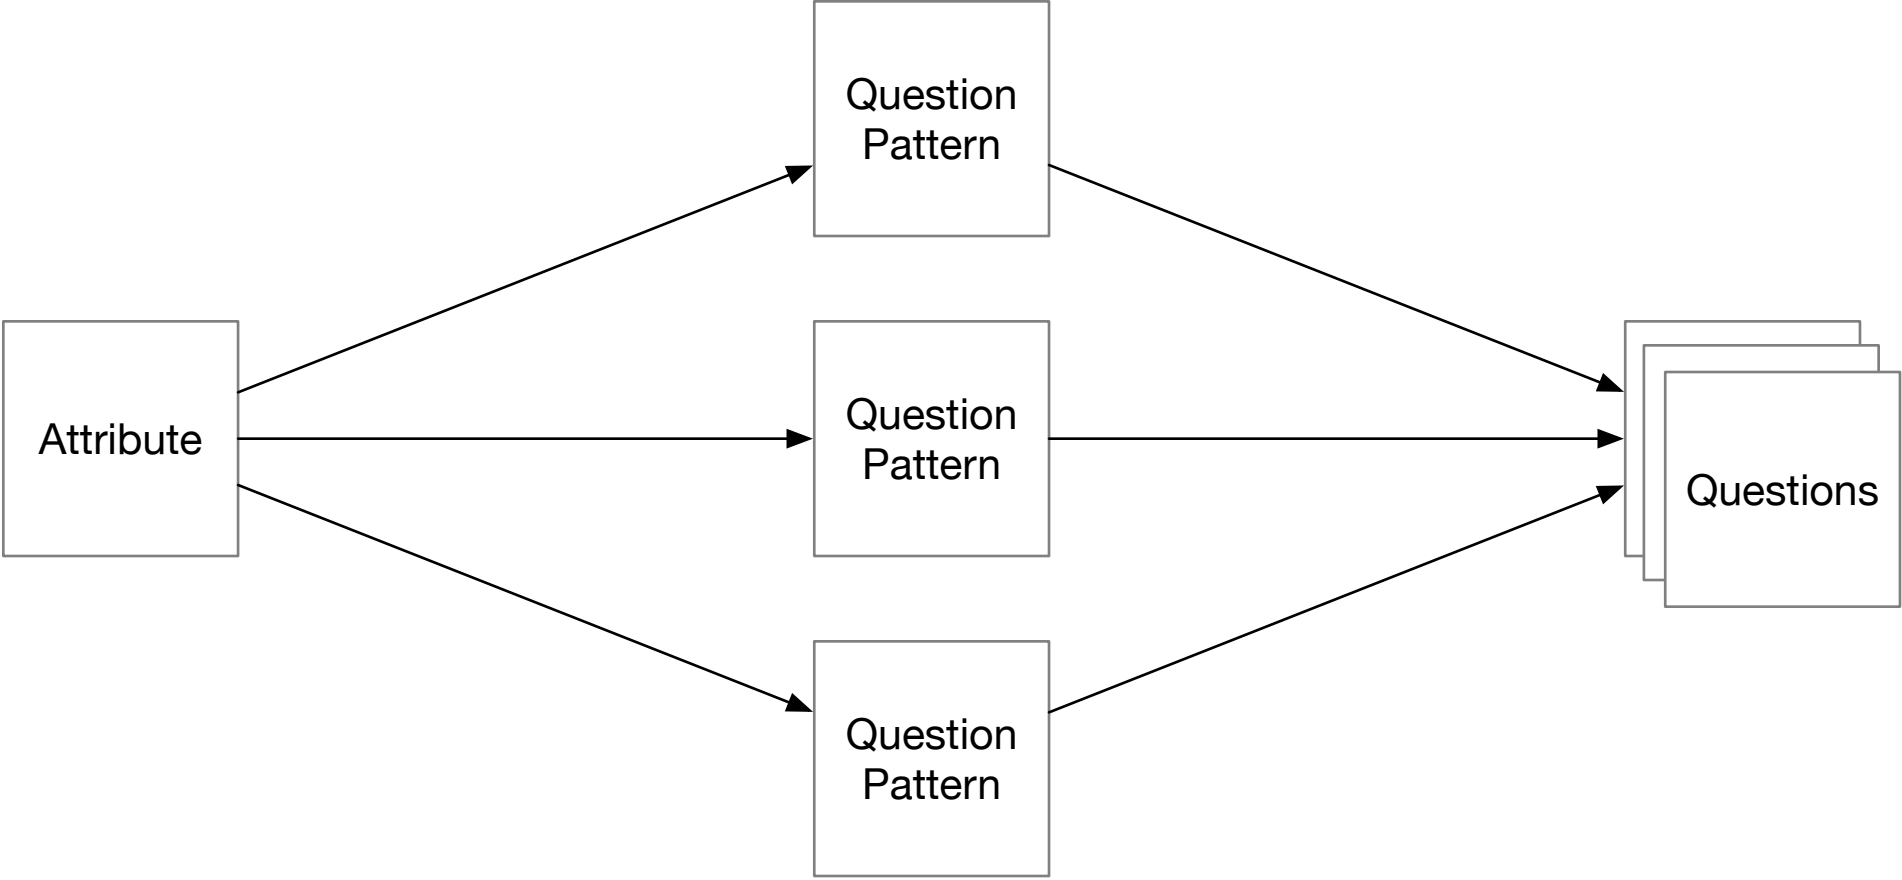 Question
Pattern
Attribute
Question
Pattern
Questions
Question
Pattern